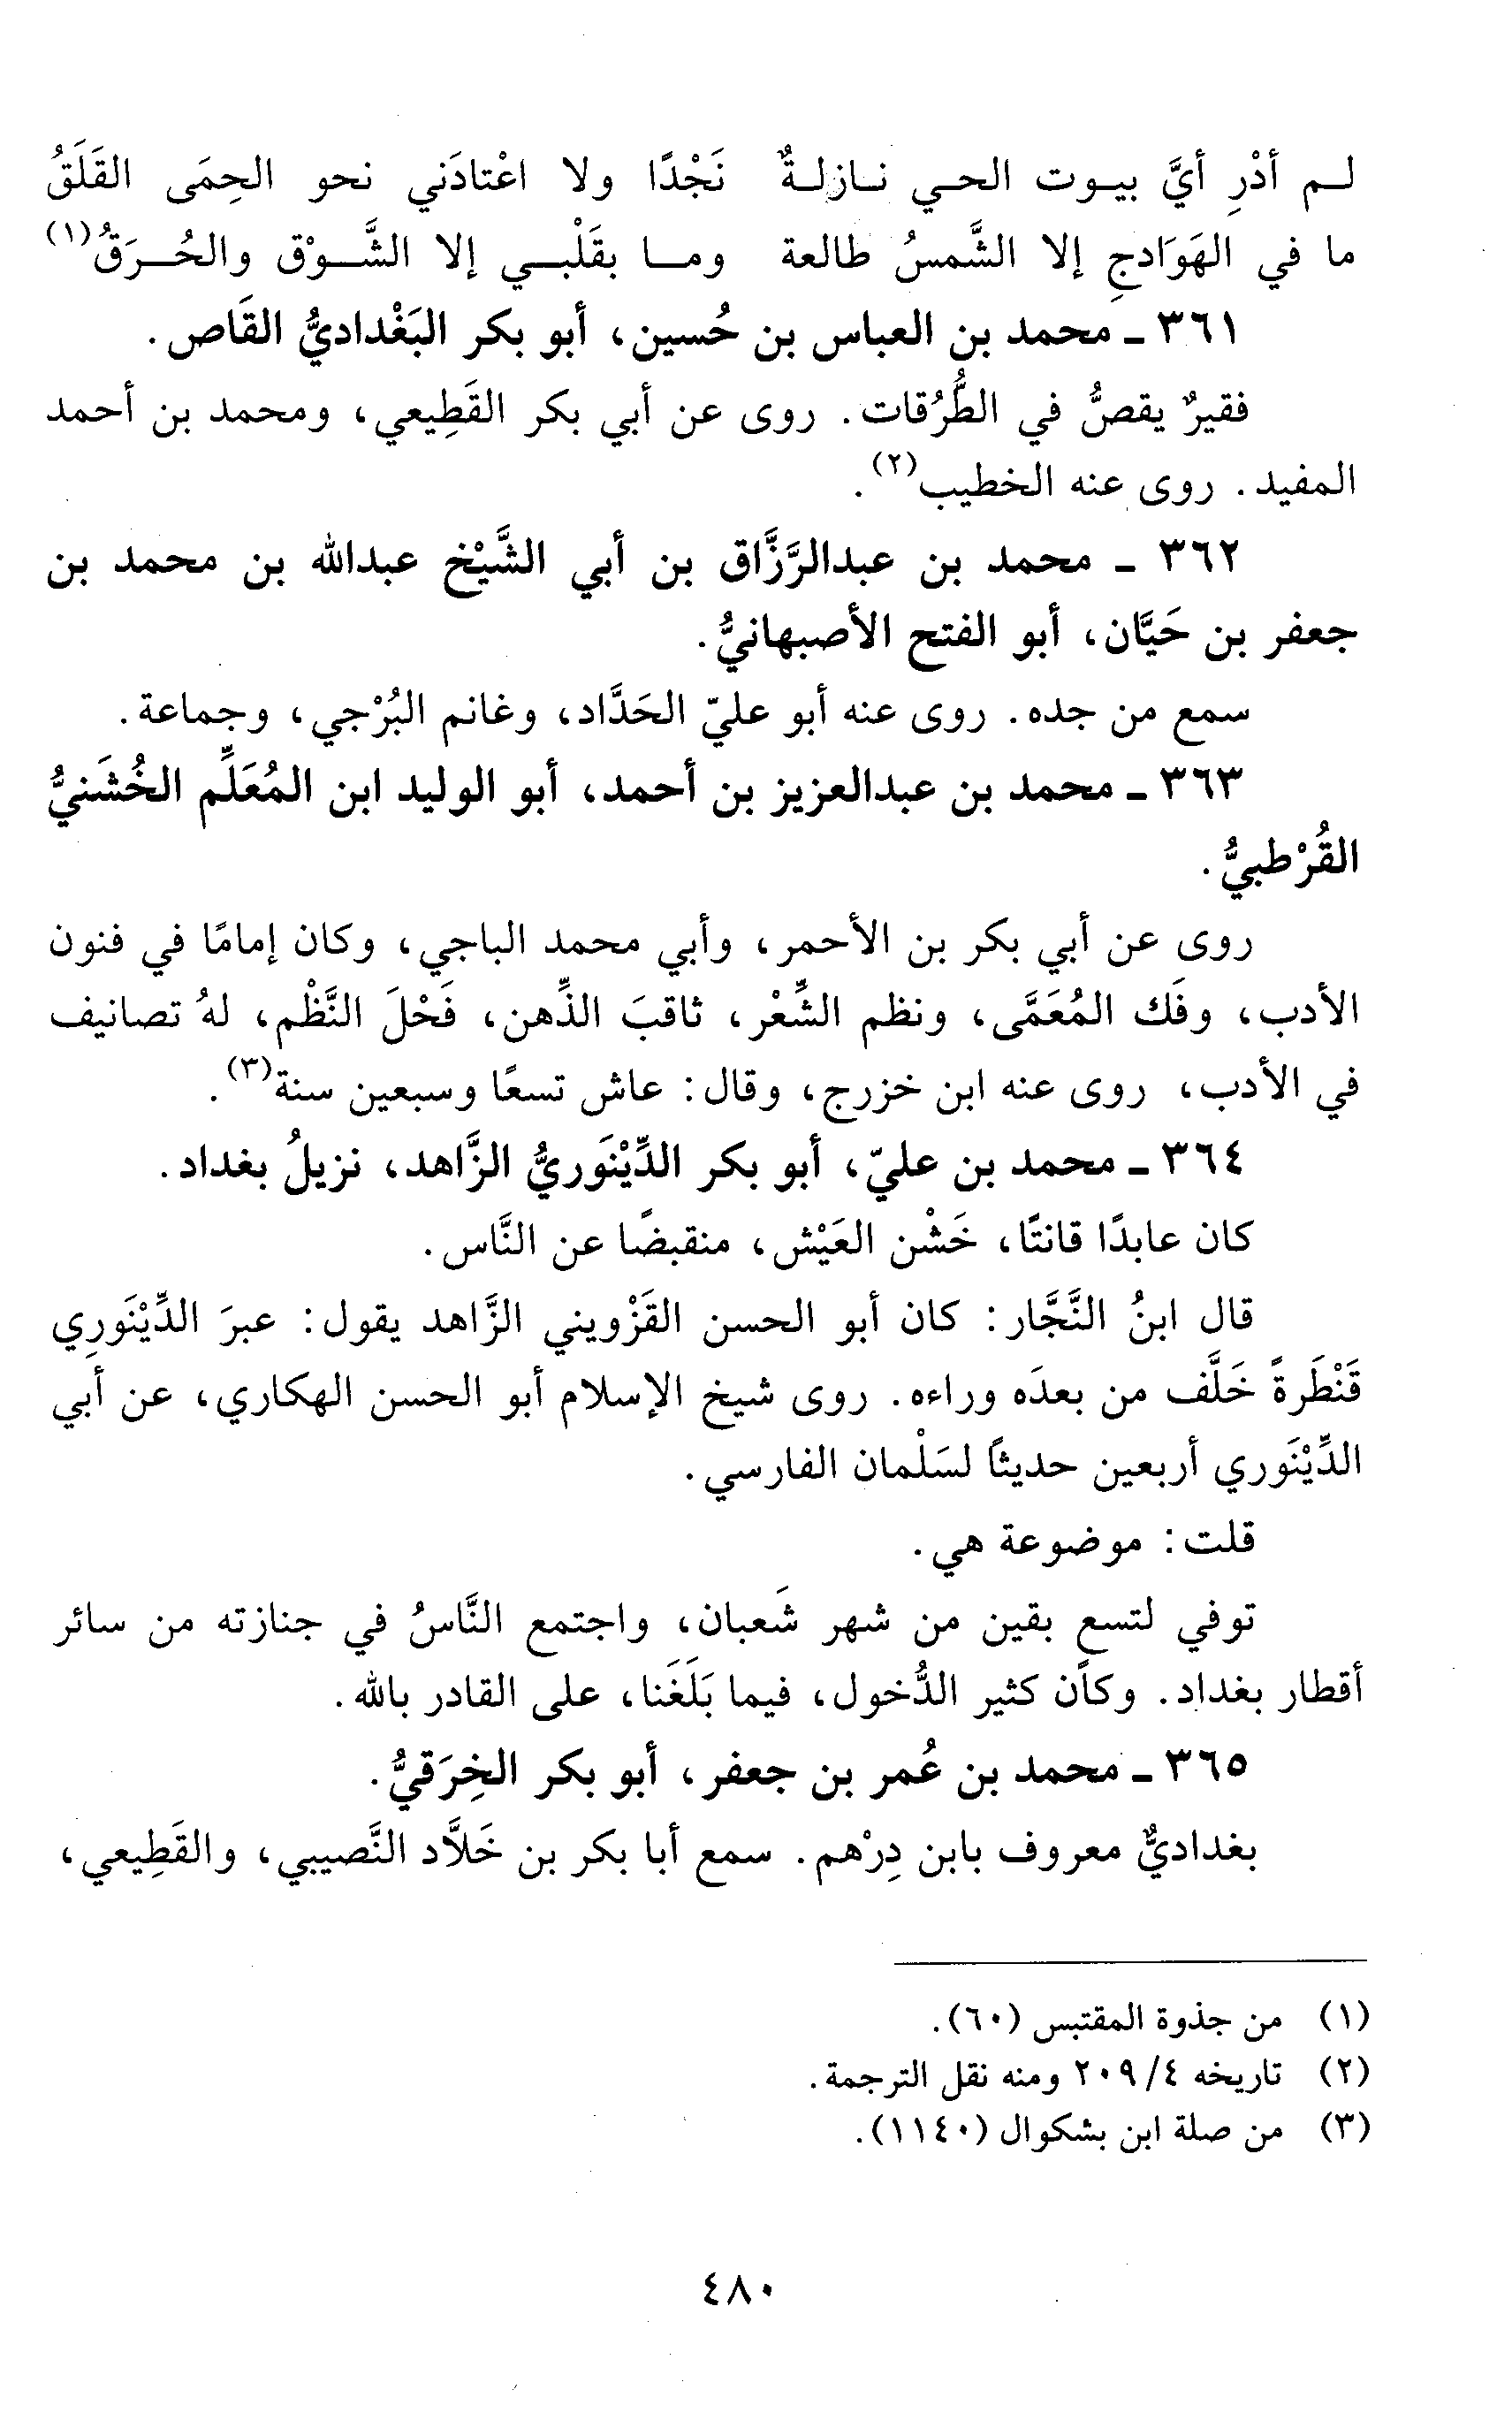 لم أدْرِ أيَّ بيوت الحي نازلةٌ نَجْدًا ولا اعْتادَني نحو الحِمَى القَلَقُ
ما في الهَوَادجِ إلا الشَّمسُ طالعة وما بقَلْبي إلا الشَّوْق والحُرَقُ(١)
٣٦١ ـ محمد بن العباس بن حُسين، أبو بكر البَغْداديُّ القَاص.
فقيرٌ يقصُّ في الطُّرُقات. روى عن أبي بكر القَطِيعي، ومحمد بن أحمد
المفيد. روى عنه الخطيب(٢).
٣٦٢ ـ محمد بن عبدالرَّزَّاق بن أبي الشَّيْخ عبدالله بن محمد بن
جعفر بن حَيَّان، أبو الفتح الأصبهانيُّ.
سمع من جده. روى عنه أبو عليّ الحَدَّاد، وغانم البُرْجي، وجماعة.
٣٦٣ ـ محمد بن عبدالعزيز بن أحمد، أبو الوليد ابن المُعَلِّم الخُشَنيُّ
القُرْطبيُّ.
روى عن أبي بكر بن الأحمر، وأبي محمد الباجي، وكان إمامًا في فنون
الأدب، وفَك المُعَمَّى، ونظم الشِّعْر، ثاقبَ الذِّهن، فَحْلَ النَّظْم، لهُ تصانيف
في الأدب، روى عنه ابن خزرج، وقال: عاش تسعًا وسبعين سنة(٣).
٣٦٤ ـ محمد بن عليّ، أبو بكر الدِّيْنَوريُّ الزَّاهد، نزيلُ بغداد.
كان عابدًا قانتًا، خَشْن العَيْش، منقبضًا عن النَّاس.
قال ابنُ النَّجَّار: كان أبو الحسن القَزْويني الزَّاهد يقول: عبرَ الدِّيْنَورِي
قَنْطَرةً خَلَّف من بعدَه وراءه. روى شيخ الإسلام أبو الحسن الهكاري، عن أبي
الدِّيْنَوري أربعين حديثًا لسَلْمان الفارسي.
قلت: موضوعة هي.
توفي لتسع بقين من شهر شَعبان، واجتمع النَّاسُ في جنازته من سائر
أقطار بغداد. وكان كثير الدُّخول، فيما بَلَغَنا، على القادر بالله.
٣٦٥ ـ محمد بن عُمر بن جعفر، أبو بكر الخِرَقيُّ.
بغداديٌّ معروف بابن دِرْهم. سمع أبا بكر بن خَلاَّد النَّصيبي، والقَطِيعي،
(١) من جذوة المقتبس (٦٠).
(٢) تاريخه ٤/ ٢٠٩ ومنه نقل الترجمة.
(٣) من صلة ابن بشكوال (١١٤٠).
٤٨٠